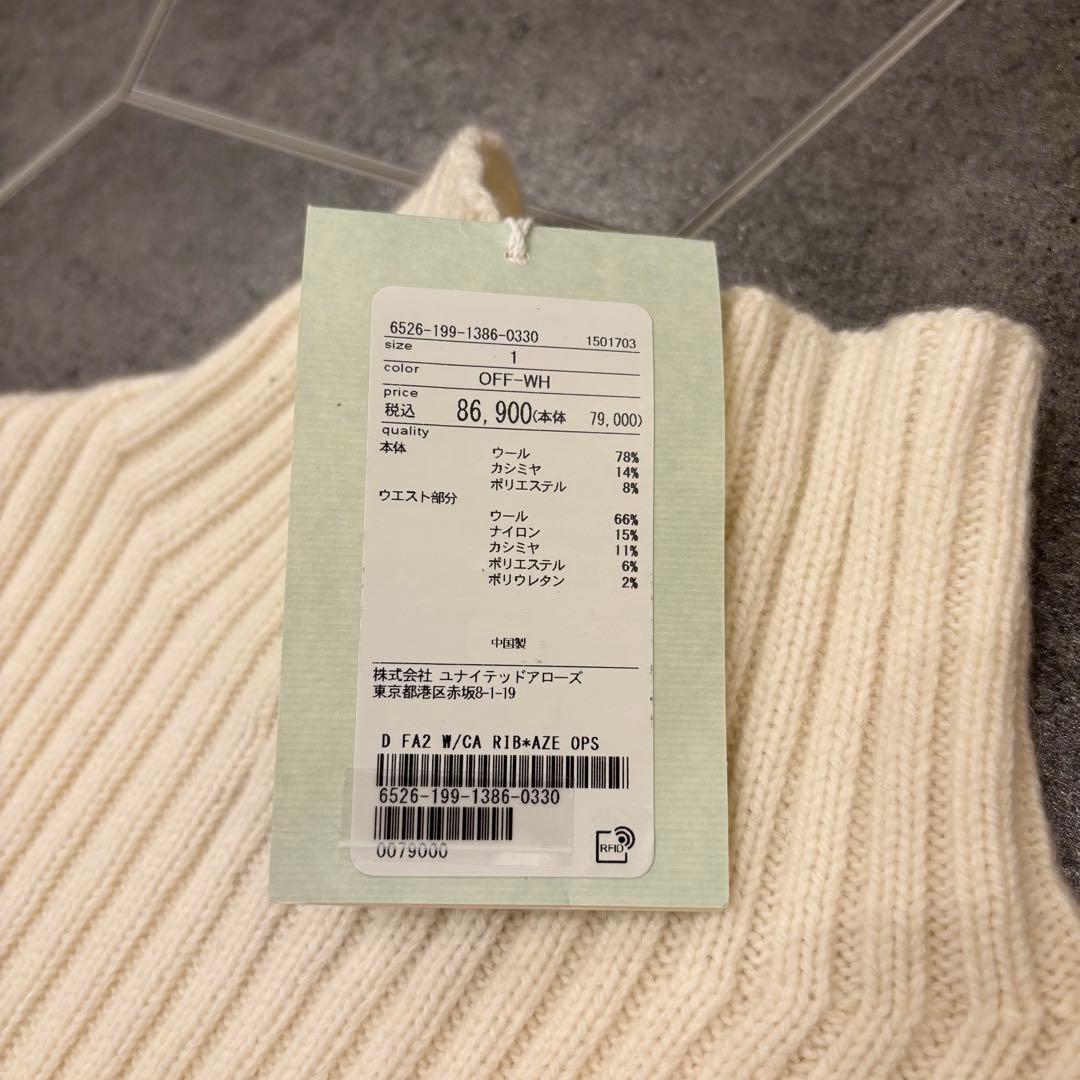 6526-199-1386-0330 1501703
size 1
color OFF-WH
price
税込 86,900(本体 79,000)
quality
本体 ウール 78%
カシミヤ 14%
ポリエステル 8%
ウエスト部分
ウール 66%
ナイロン 15%
カシミヤ 11%
ポリエステル 6%
ポリウレタン 2%
中国製
株式会社 ユナイテッドアローズ
東京都港区赤坂8-1-19
D FA2 W/CA RIB*AZE OPS
6526-199-1386-0330
0079000
RFID